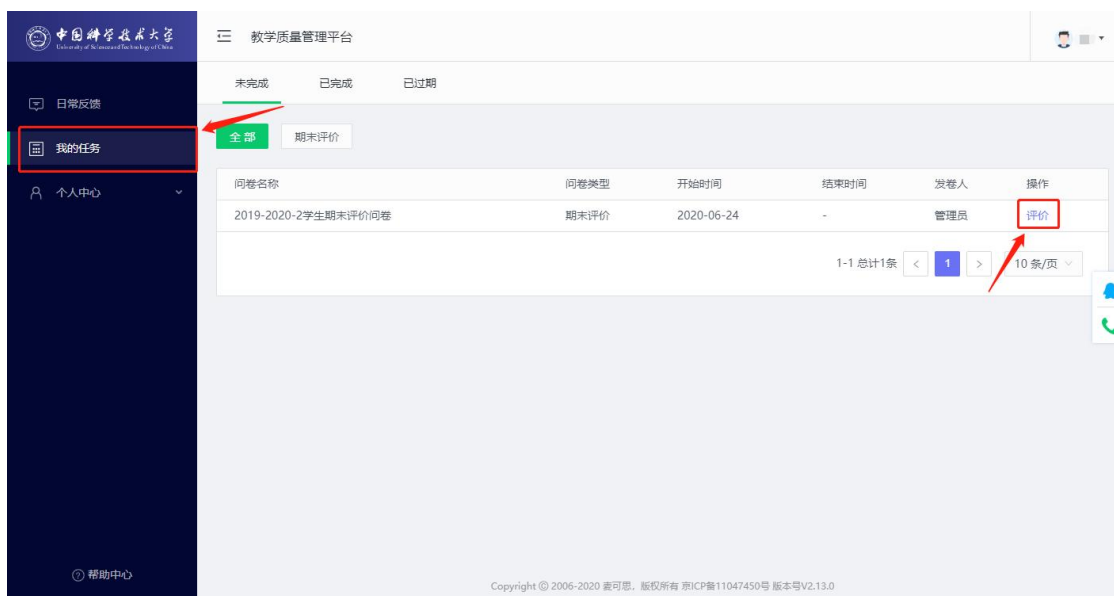 中国科学技术大学
University of Science and Technology of China
教学质量管理平台
未完成 已完成 已过期
日常反馈
我的任务
个人中心
全部 期末评价
问卷名称 问卷类型 开始时间 结束时间 发卷人 操作
2019-2020-2学生期末评价问卷 期末评价 2020-06-24 - 管理员 评价
1-1 总计1条 < 1 > 10 条/页
帮助中心
Copyright © 2006-2020 麦可思．版权所有 京ICP备11047450号 版本号V2.13.0